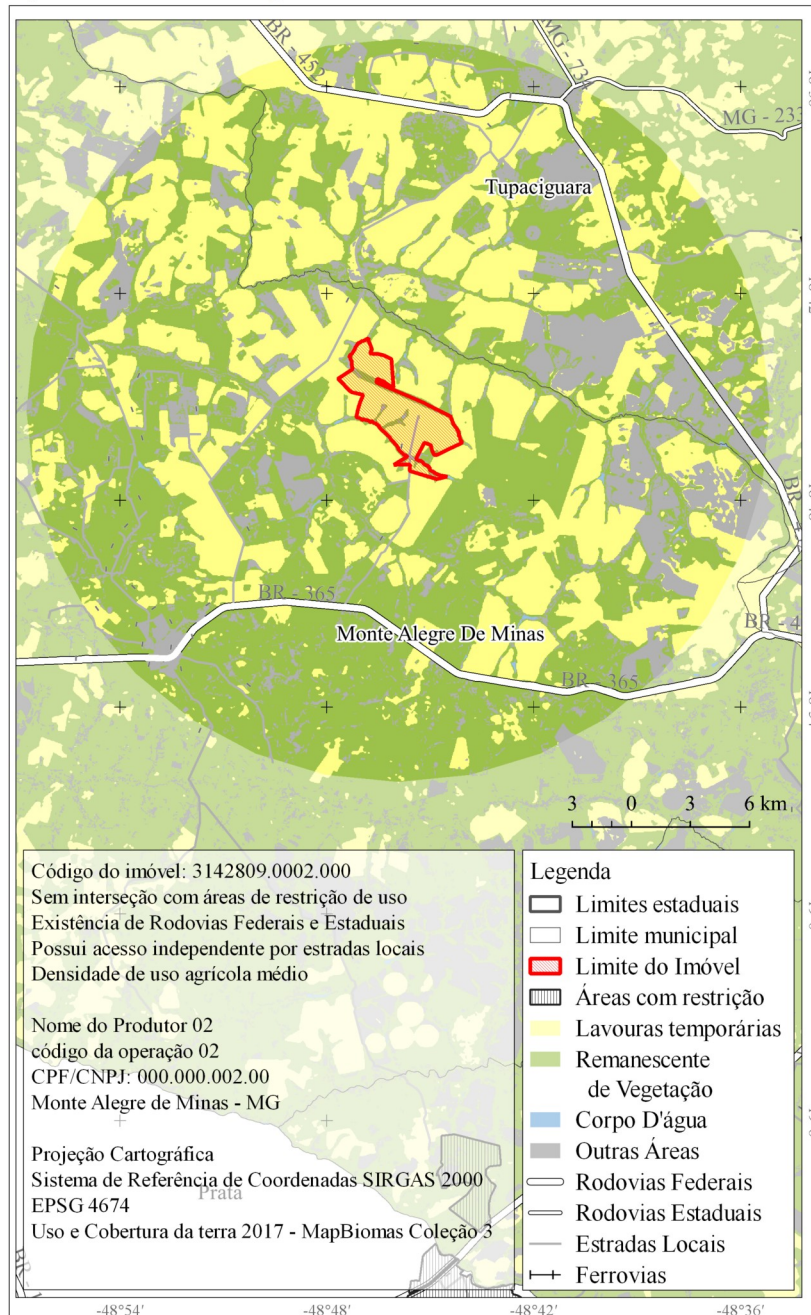 BR - 452
MG - 73
MG - 233
Tupaciguara
BR - 365
Monte Alegre De Minas
BR - 4
BR - 365
3 0 3 6 km
Código do imóvel: 3142809.0002.000
Sem interseção com áreas de restrição de uso
Existência de Rodovias Federais e Estaduais
Possui acesso independente por estradas locais
Densidade de uso agrícola médio
Nome do Produtor 02
código da operação 02
CPF/CNPJ: 000.000.002.00
Monte Alegre de Minas - MG
Projeção Cartográfica
Sistema de Referência de Coordenadas SIRGAS 2000
Prata
EPSG 4674
Uso e Cobertura da terra 2017 - MapBiomas Coleção 3
Legenda
Limites estaduais
Limite municipal
Limite do Imóvel
Áreas com restrição
Lavouras temporárias
Remanescente
de Vegetação
Corpo D'água
Outras Áreas
Rodovias Federais
Rodovias Estaduais
Estradas Locais
Ferrovias
-48°54' -48°48' -48°42' -48°36'